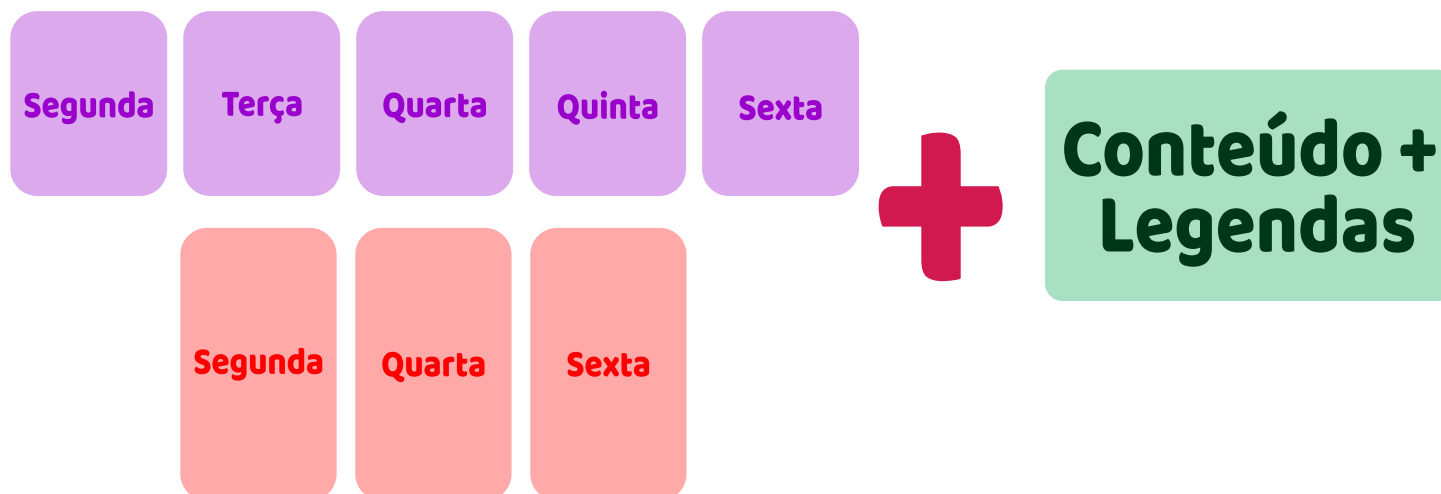 Segunda
Terça
Quarta
Quinta
Sexta
Segunda
Quarta
Sexta
Conteúdo +
Legendas